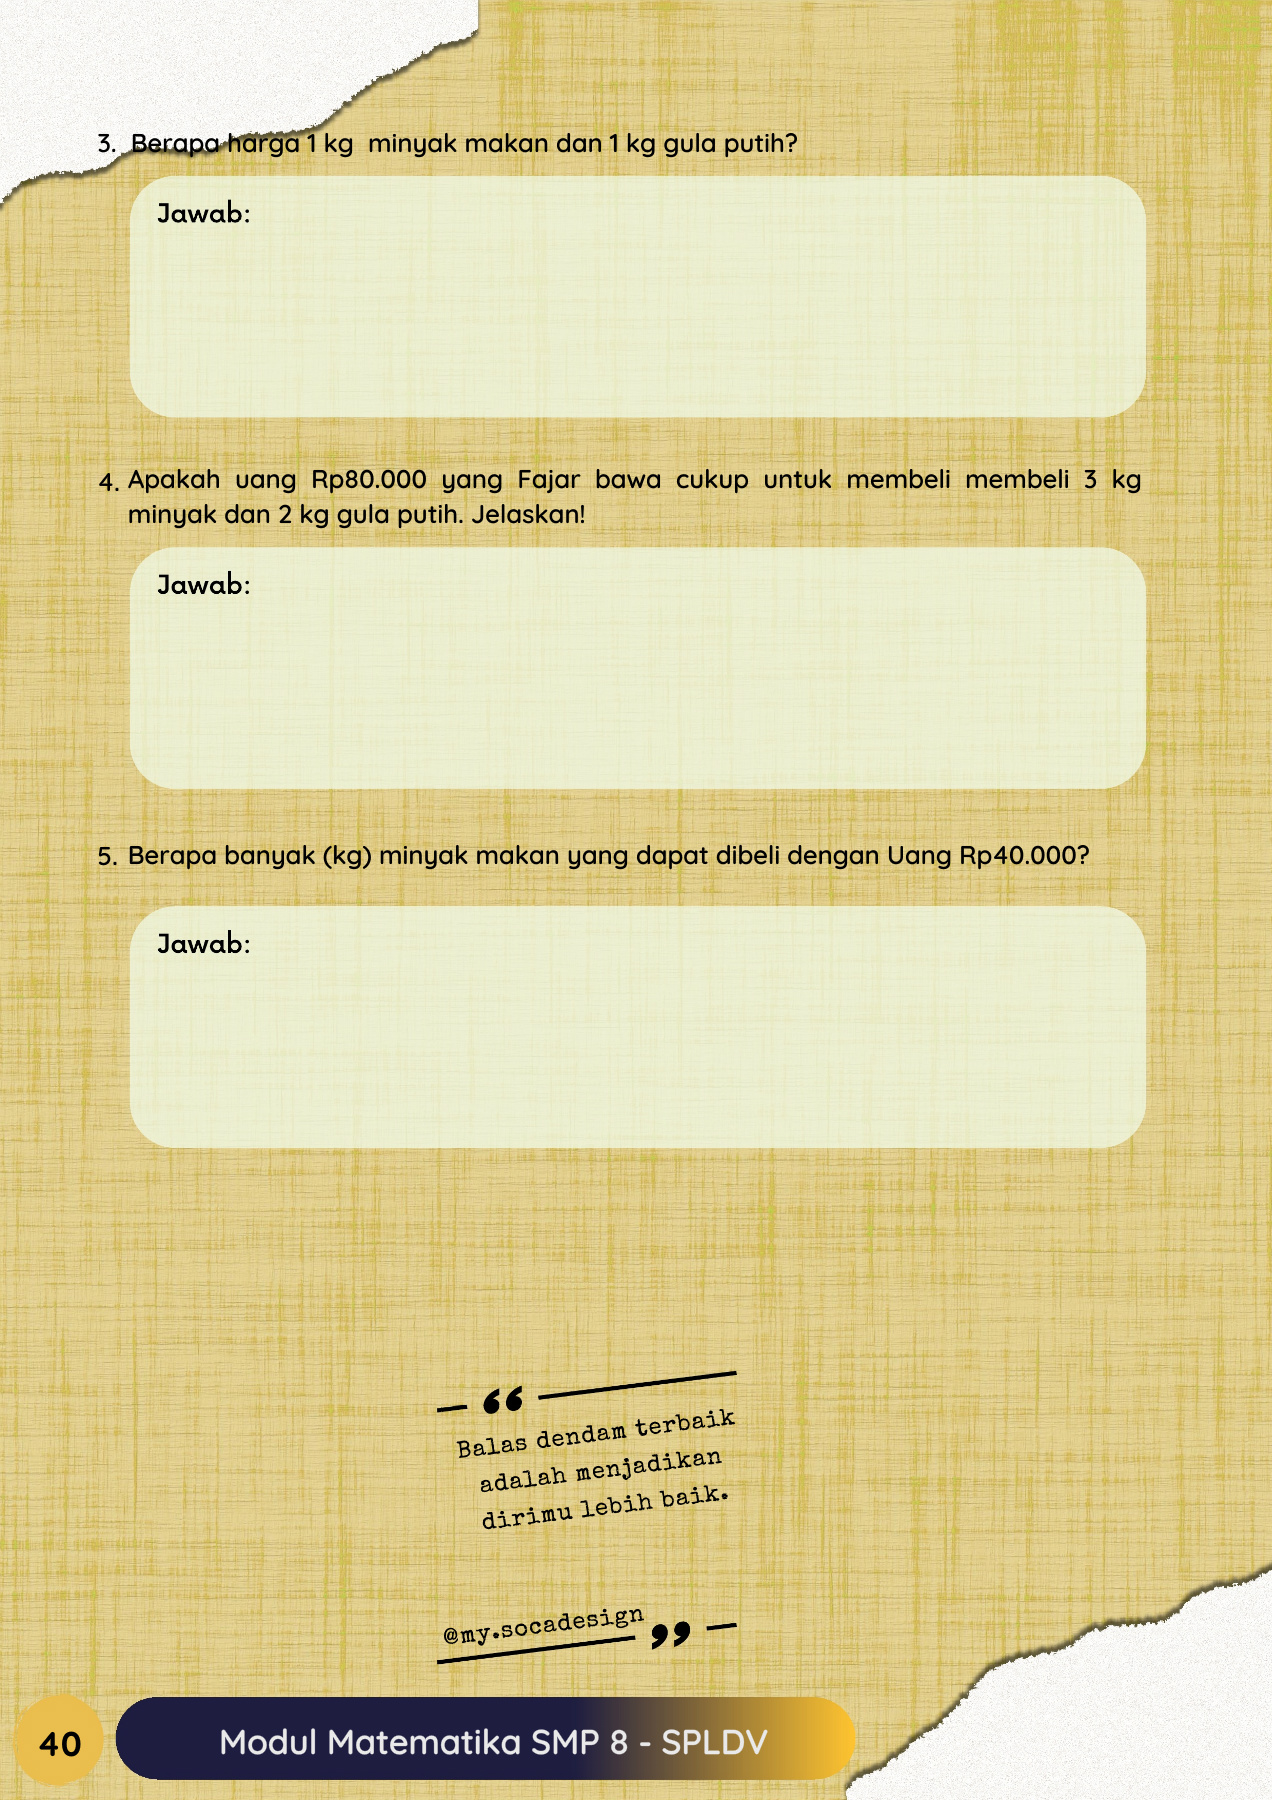 3. Berapa harga 1 kg  minyak makan dan 1 kg gula putih?
Jawab:
4. Apakah uang Rp80.000 yang Fajar bawa cukup untuk membeli membeli 3 kg
minyak dan 2 kg gula putih. Jelaskan!
Jawab:
5. Berapa banyak (kg) minyak makan yang dapat dibeli dengan Uang Rp40.000?
Jawab:
“
Balas dendam terbaik
adalah menjadikan
dirimu lebih baik.
@my.socadesign
”
40
Modul Matematika SMP 8 - SPLDV